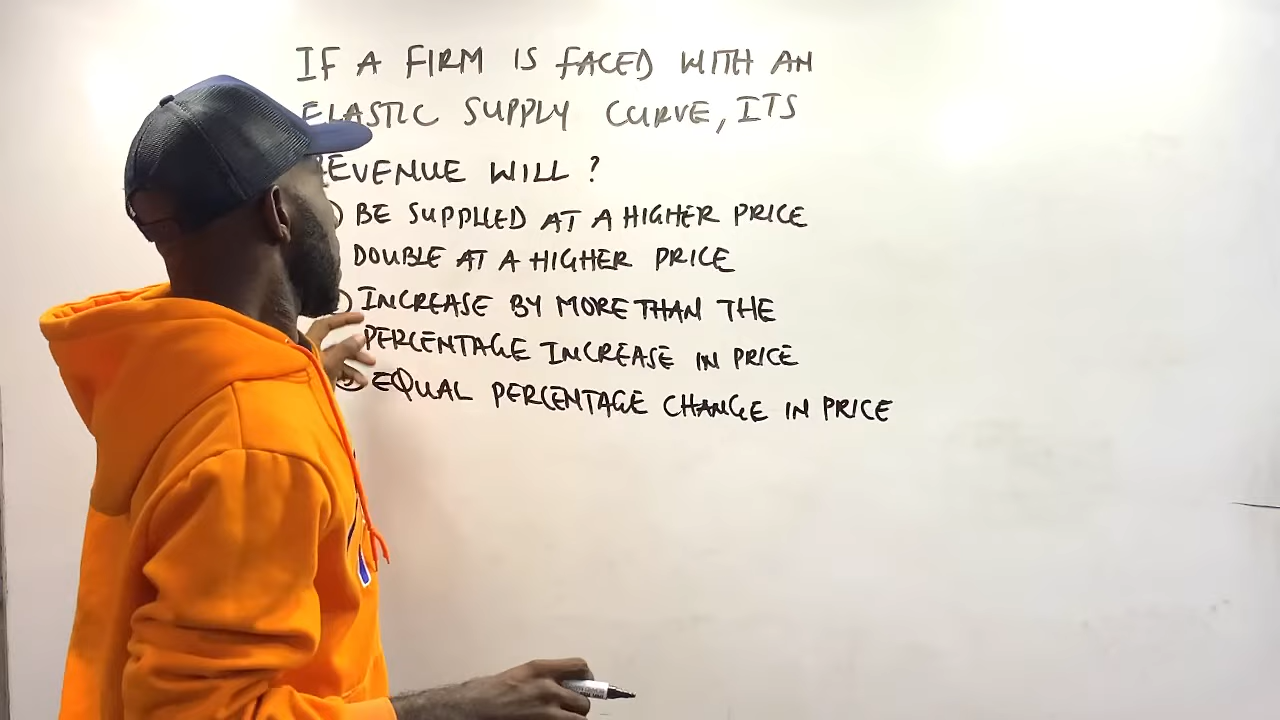 IF A FIRM IS FACED WITH AN
ELASTIC SUPPLY CURVE, ITS
REVENUE WILL ?
BE SUPPLIED AT A HIGHER PRICE
DOUBLE AT A HIGHER PRICE
INCREASE BY MORE THAN THE
PERCENTAGE INCREASE IN PRICE
EQUAL PERCENTAGE CHANGE IN PRICE